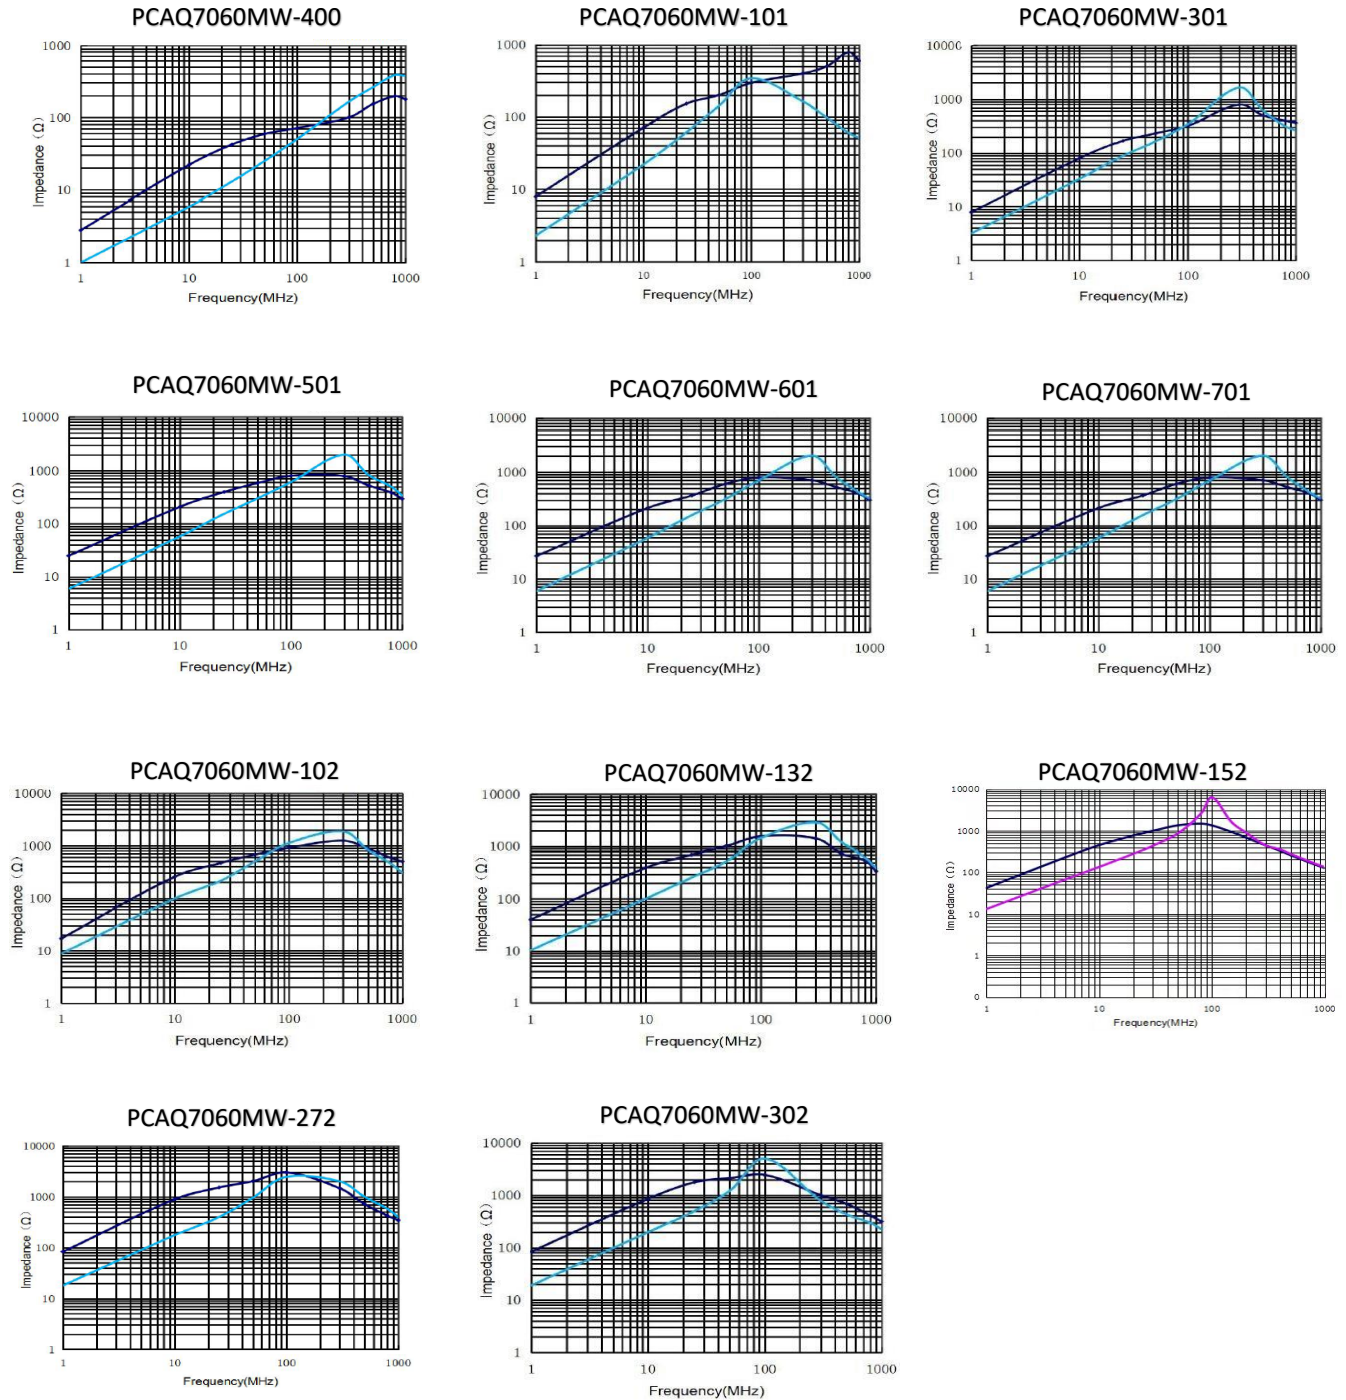 PCAQ7060MW-400
PCAQ7060MW-101
PCAQ7060MW-301
1000
100
10
1
Impedance（Ω）
1
10
100
1000
Frequency(MHz)
1000
100
10
1
Impedance（Ω）
1
10
100
1000
Frequency(MHz)
10000
1000
100
10
1
Impedance（Ω）
1
10
100
1000
Frequency(MHz)
PCAQ7060MW-501
PCAQ7060MW-601
PCAQ7060MW-701
10000
1000
100
10
1
Impedance（Ω）
1
10
100
1000
Frequency(MHz)
10000
1000
100
10
1
Impedance（Ω）
1
10
100
1000
Frequency(MHz)
10000
1000
100
10
1
Impedance（Ω）
1
10
100
1000
Frequency(MHz)
PCAQ7060MW-102
PCAQ7060MW-132
PCAQ7060MW-152
10000
1000
100
10
1
Impedance（Ω）
1
10
100
1000
Frequency(MHz)
10000
1000
100
10
1
Impedance（Ω）
1
10
100
1000
Frequency(MHz)
10000
1000
100
10
1
0
Impedance（Ω）
1
10
100
1000
Frequency(MHz)
PCAQ7060MW-272
PCAQ7060MW-302
10000
1000
100
10
1
Impedance（Ω）
1
10
100
1000
Frequency(MHz)
10000
1000
100
10
1
Impedance（Ω）
1
10
100
1000
Frequency(MHz)